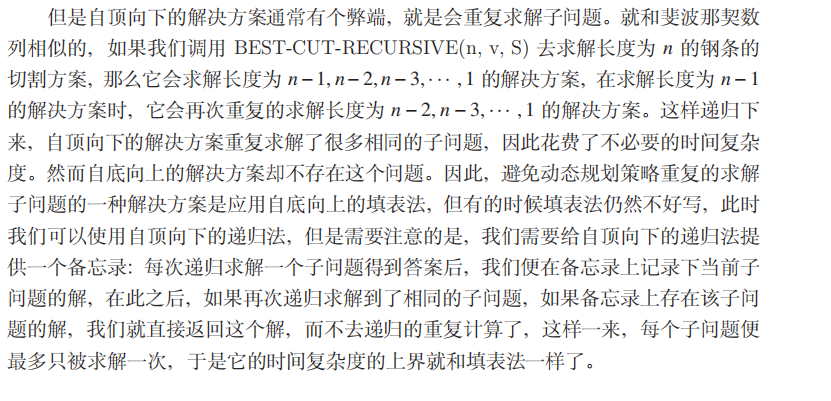 但是自顶向下的解决方案通常有个弊端，就是会重复求解子问题。就和斐波那契数
列相似的，如果我们调用 BEST-CUT-RECURSIVE(n, v, S) 去求解长度为 n 的钢条的
切割方案，那么它会求解长度为 n−1,n−2,n−3,⋯,1 的解决方案，在求解长度为 n−1
的解决方案时，它会再次重复的求解长度为 n−2,n−3,⋯,1 的解决方案。这样递归下
来，自顶向下的解决方案重复求解了很多相同的子问题，因此花费了不必要的时间复杂
度。然而自底向上的解决方案却不存在这个问题。因此，避免动态规划策略重复的求解
子问题的一种解决方案是应用自底向上的填表法，但有的时候填表法仍然不好写，此时
我们可以使用自顶向下的递归法，但是需要注意的是，我们需要给自顶向下的递归法提
供一个备忘录：每次递归求解一个子问题得到答案后，我们便在备忘录上记录下当前子
问题的解，在此之后，如果再次递归求解到了相同的子问题，如果备忘录上存在该子问
题的解，我们就直接返回这个解，而不去递归的重复计算了，这样一来，每个子问题便
最多只被求解一次，于是它的时间复杂度的上界就和填表法一样了。